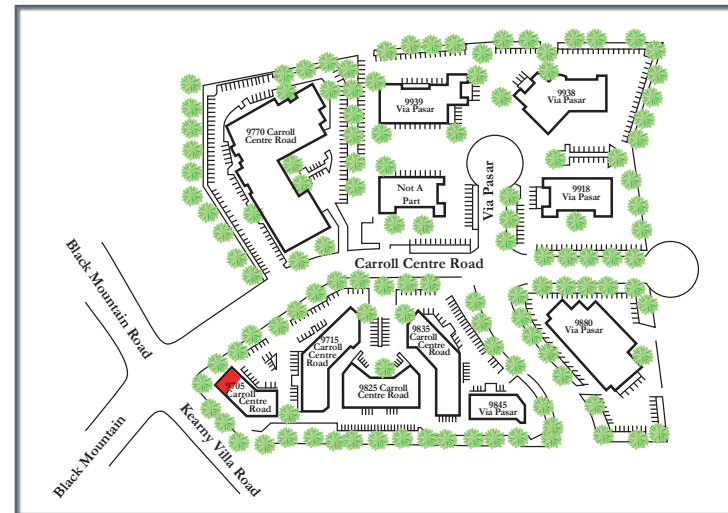 9938
Via Pasar
9939
Via Pasar
9770 Carroll
Centre Road
Not A
Part
Via Pasar
9918
Via Pasar
Carroll Centre Road
Black Mountain Road
9715
Carroll
Centre
Road
9835
Carroll
Centre
Road
9880
Via Pasar
9705
Carroll
Centre
Road
9825 Carroll
Centre Road
9845
Via Pasar
Kearny Villa Road
Black Mountain